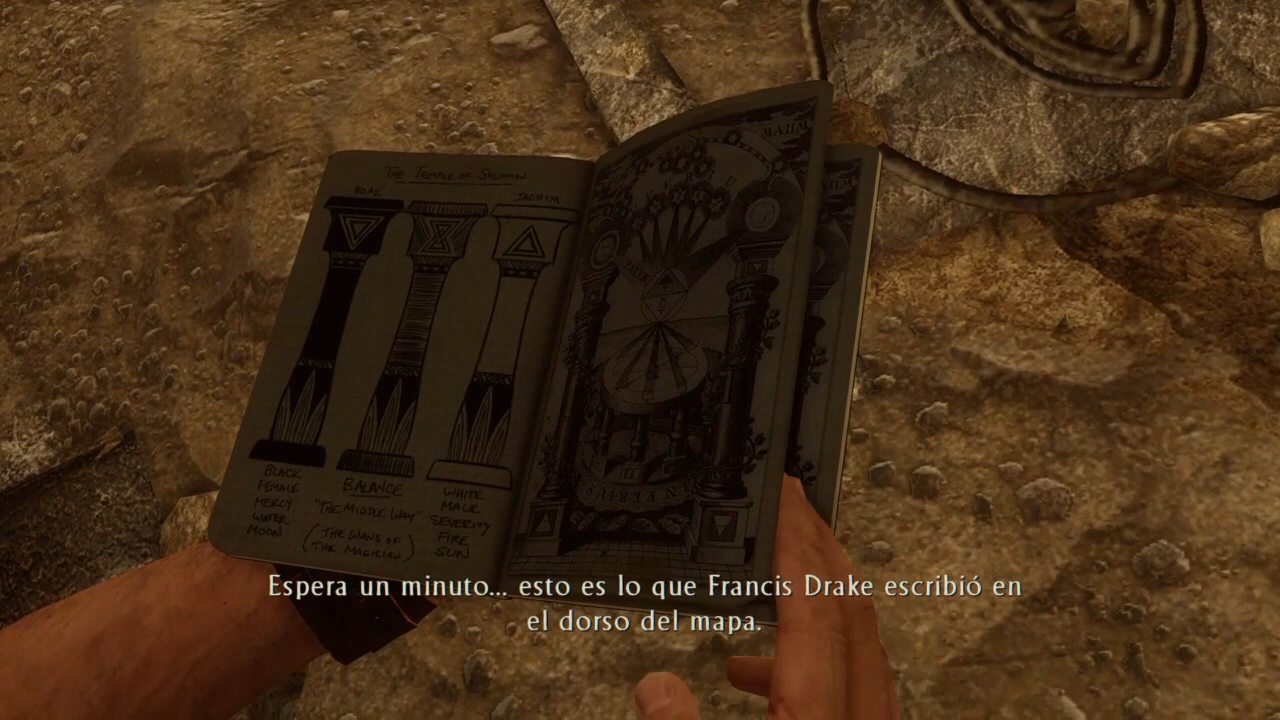 THE TEMPLE OF SOLOMON
BOAZ
JACHIM
MAHM
BLACK
FEMALE
MERCY
WATER
MOON
BALANCE
"THE MIDDLE WAY"
(THE WAND OF
THE MAGICIAN)
WHITE
MALE
SEVERITY
FIRE
SUN
Espera un minuto... esto es lo que Francis Drake escribió en
el dorso del mapa.